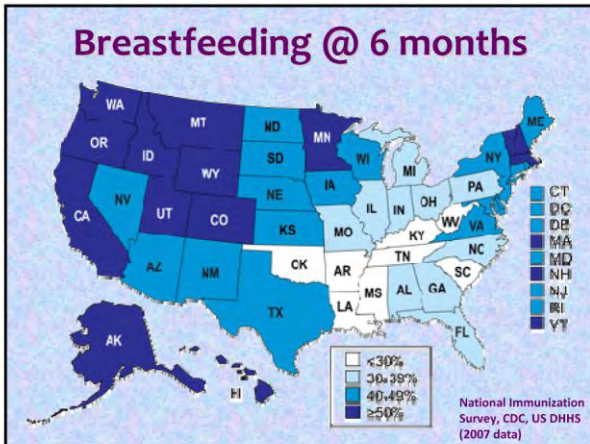 Breastfeeding @ 6 months
WA
MT
ND
MN
ME
OR
ID
SD
WI
NY
WY
MI
NV
NE
IA
PA
CA
UT
CO
IL
IN
OH
WV
VA
KS
MO
KY
NC
TN
AZ
NM
OK
AR
SC
MS
AL
GA
TX
LA
FL
AK
HI
CT
DC
DE
MA
MD
NH
NJ
RI
VT
<30%
30-39%
40-49%
≥50%
National Immunization
Survey, CDC, US DHHS
(2007 data)